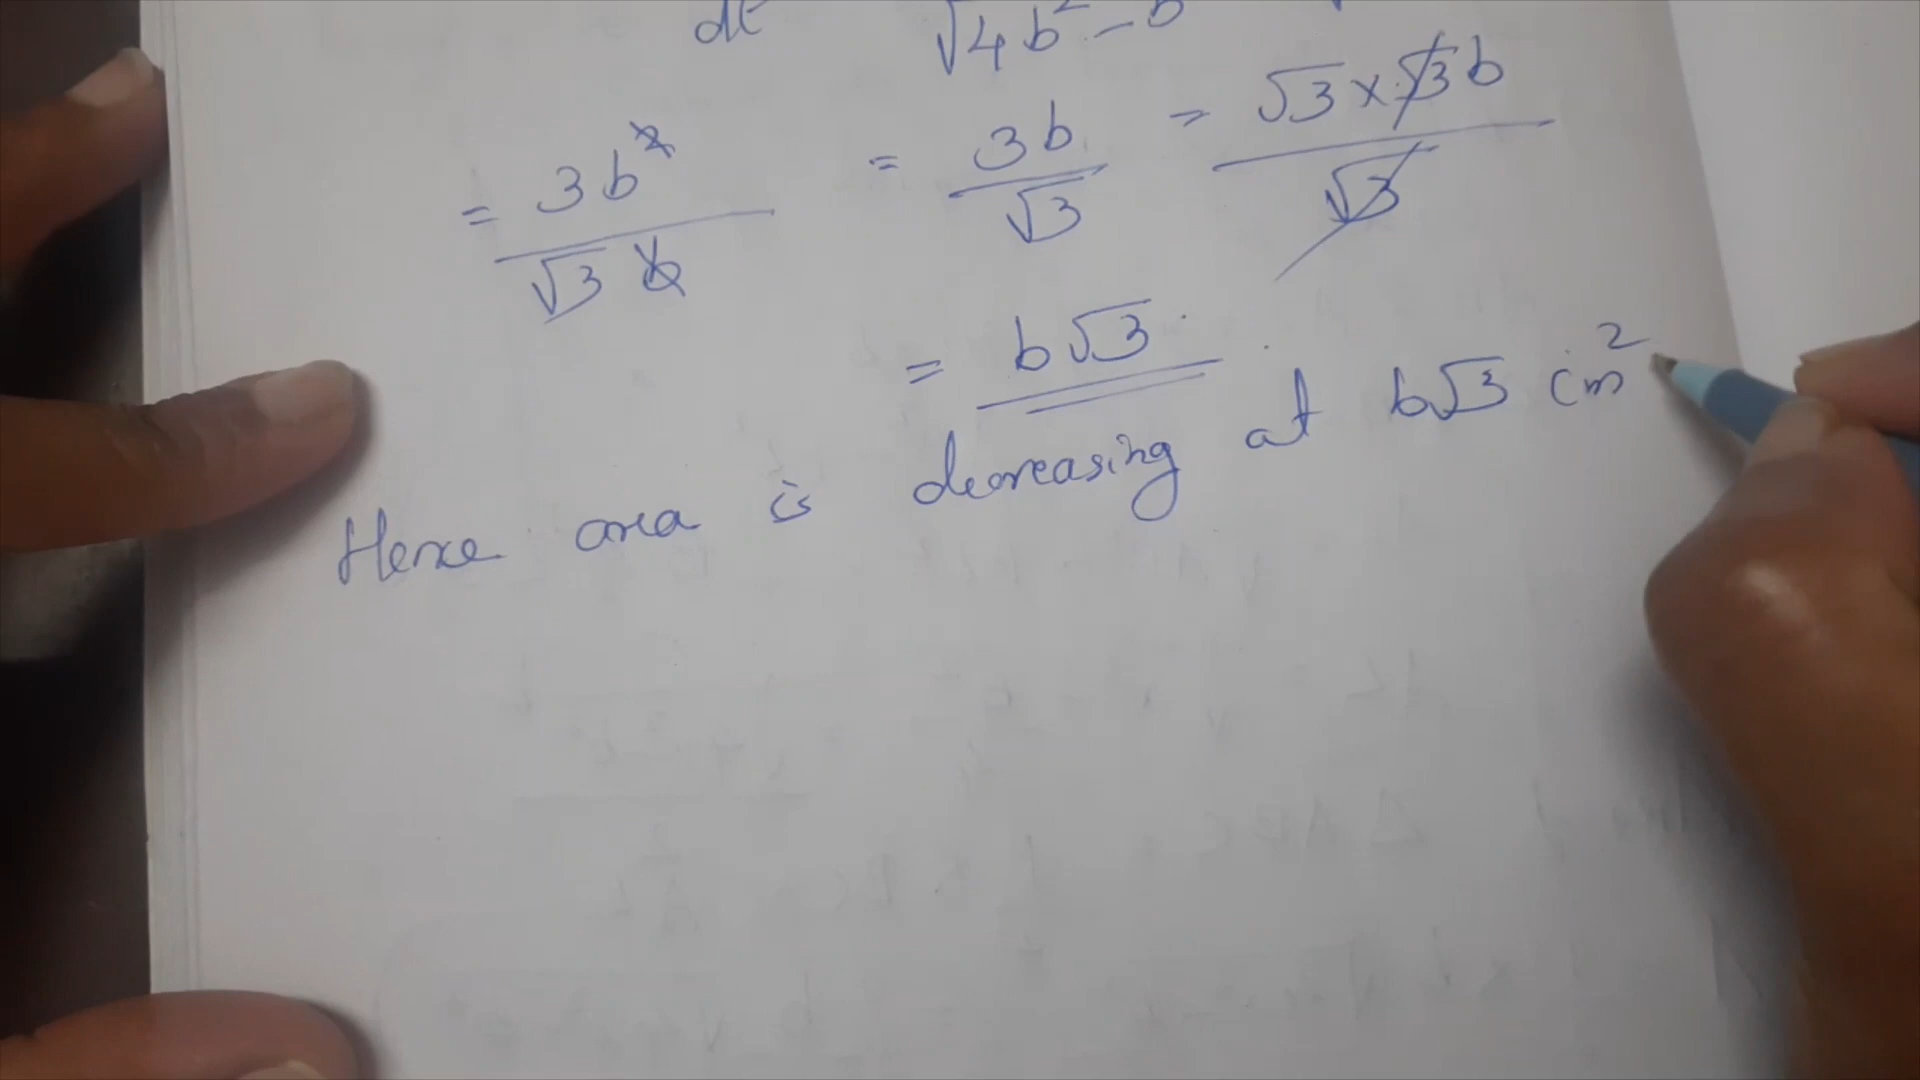 dt √4b² - b
= 3b² / √3 b = 3b / √3 = √3 × √3 b / √3
= b√3
Hence area is decreasing at b√3 cm²